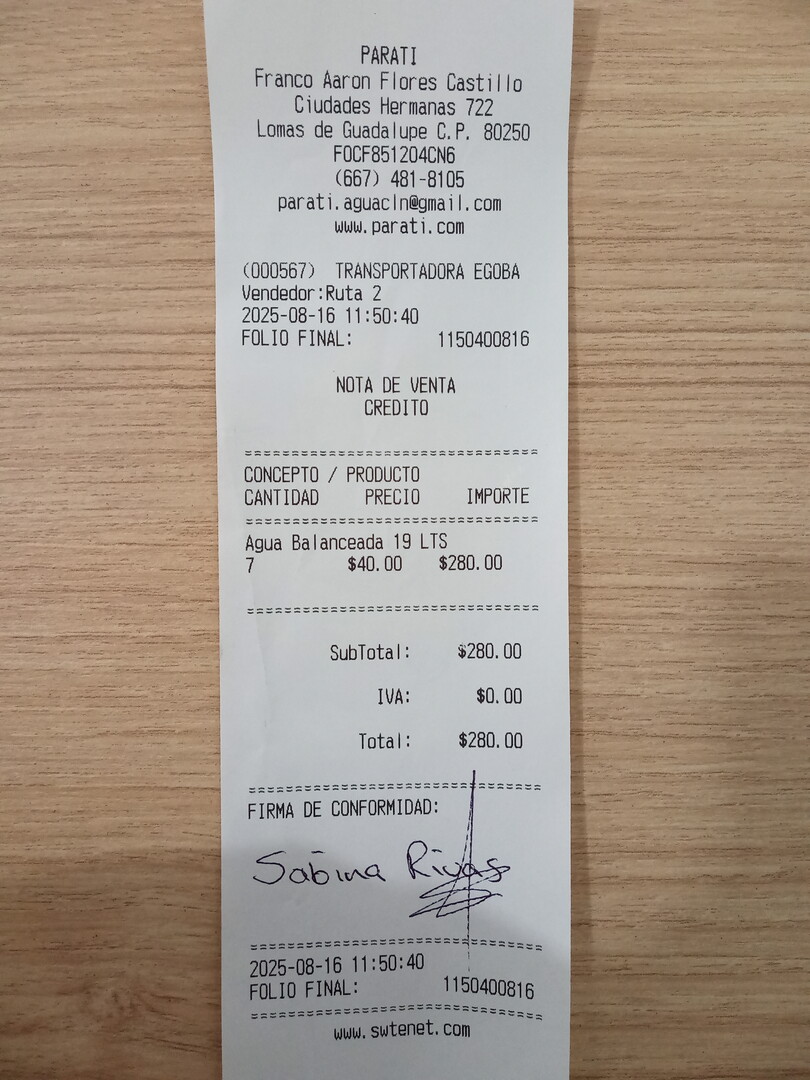 PARATI
Franco Aaron Flores Castillo
Ciudades Hermanas 722
Lomas de Guadalupe C.P. 80250
FOCF851204CN6
(667) 481-8105
parati.aguacln@gmail.com
www.parati.com
(000567) TRANSPORTADORA EGOBA
Vendedor:Ruta 2
2025-08-16 11:50:40
FOLIO FINAL: 1150400816
NOTA DE VENTA
CREDITO
================================
CONCEPTO / PRODUCTO
CANTIDAD PRECIO IMPORTE
================================
Agua Balanceada 19 LTS
7 $40.00 $280.00
================================
SubTotal: $280.00
IVA: $0.00
Total: $280.00
================================
FIRMA DE CONFORMIDAD:
Sabina Rivas
================================
2025-08-16 11:50:40
FOLIO FINAL: 1150400816
================================
www.swtenet.com